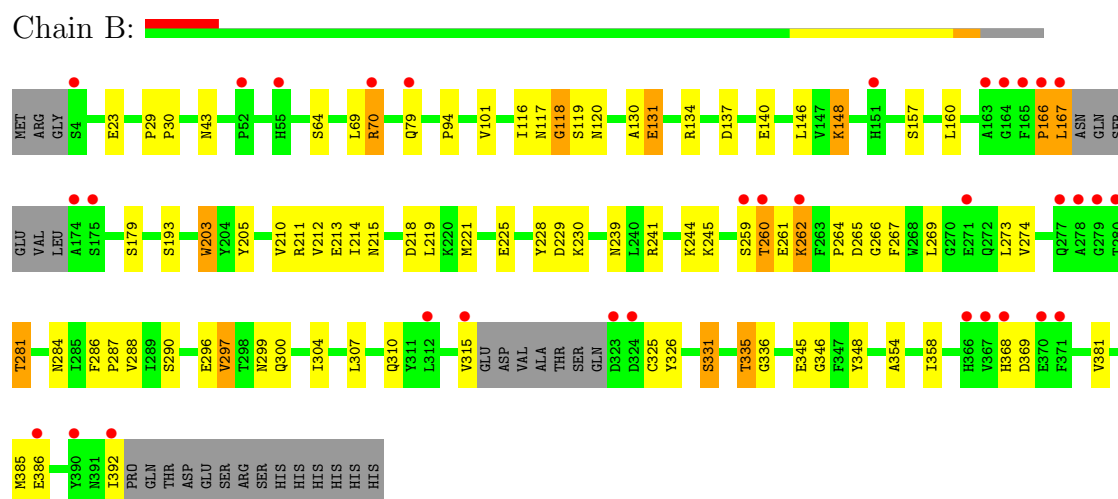 Chain B:
MET ARG GLY S4 E23 P29 P30 N43 P52 H55 S64 L69 R70 Q79 P94 V101 I116 N117 G118 S119 N120 A130 E131 R134 D137 E140 L146 V147 K148 H151 S157 L160 A163 G164 F165 P166 L167 ASN GLN SER
GLU VAL LEU A174 S175 S179 S193 W203 Y204 Y205 V210 R211 V212 E213 I214 N215 D218 L219 K220 M221 E225 Y228 D229 K230 N239 L240 R241 K244 K245 S259 T260 E261 K262 F263 P264 D265 G266 F267 W268 L269 G270 E271 Q272 L273 V274 Q277 A278 G279 T280
T281 N284 I285 F286 P287 V288 I289 S290 E296 V297 T298 N299 Q300 I304 L307 Q310 Y311 L312 V315 GLU ASP VAL ALA THR SER GLN D323 D324 C325 Y326 S331 T335 G336 E345 G346 F347 Y348 A354 I358 H366 V367 H368 D369 E370 F371 V381
M385 E386 Y390 N391 I392 PRO GLN THR ASP GLU SER ARG SER HIS HIS HIS HIS HIS HIS